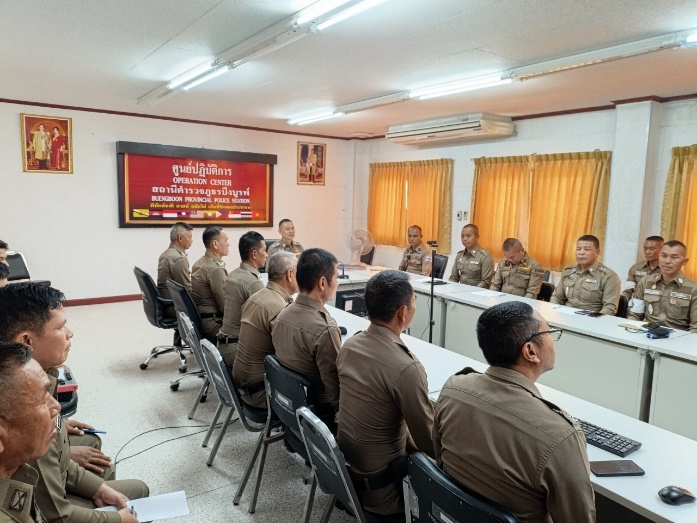 ศูนย์ปฏิบัติการ
OPERATION CENTER
สถานีตำรวจภูธรบึงบูรพ์
BUENGBOON PROVINCIAL POLICE STATION